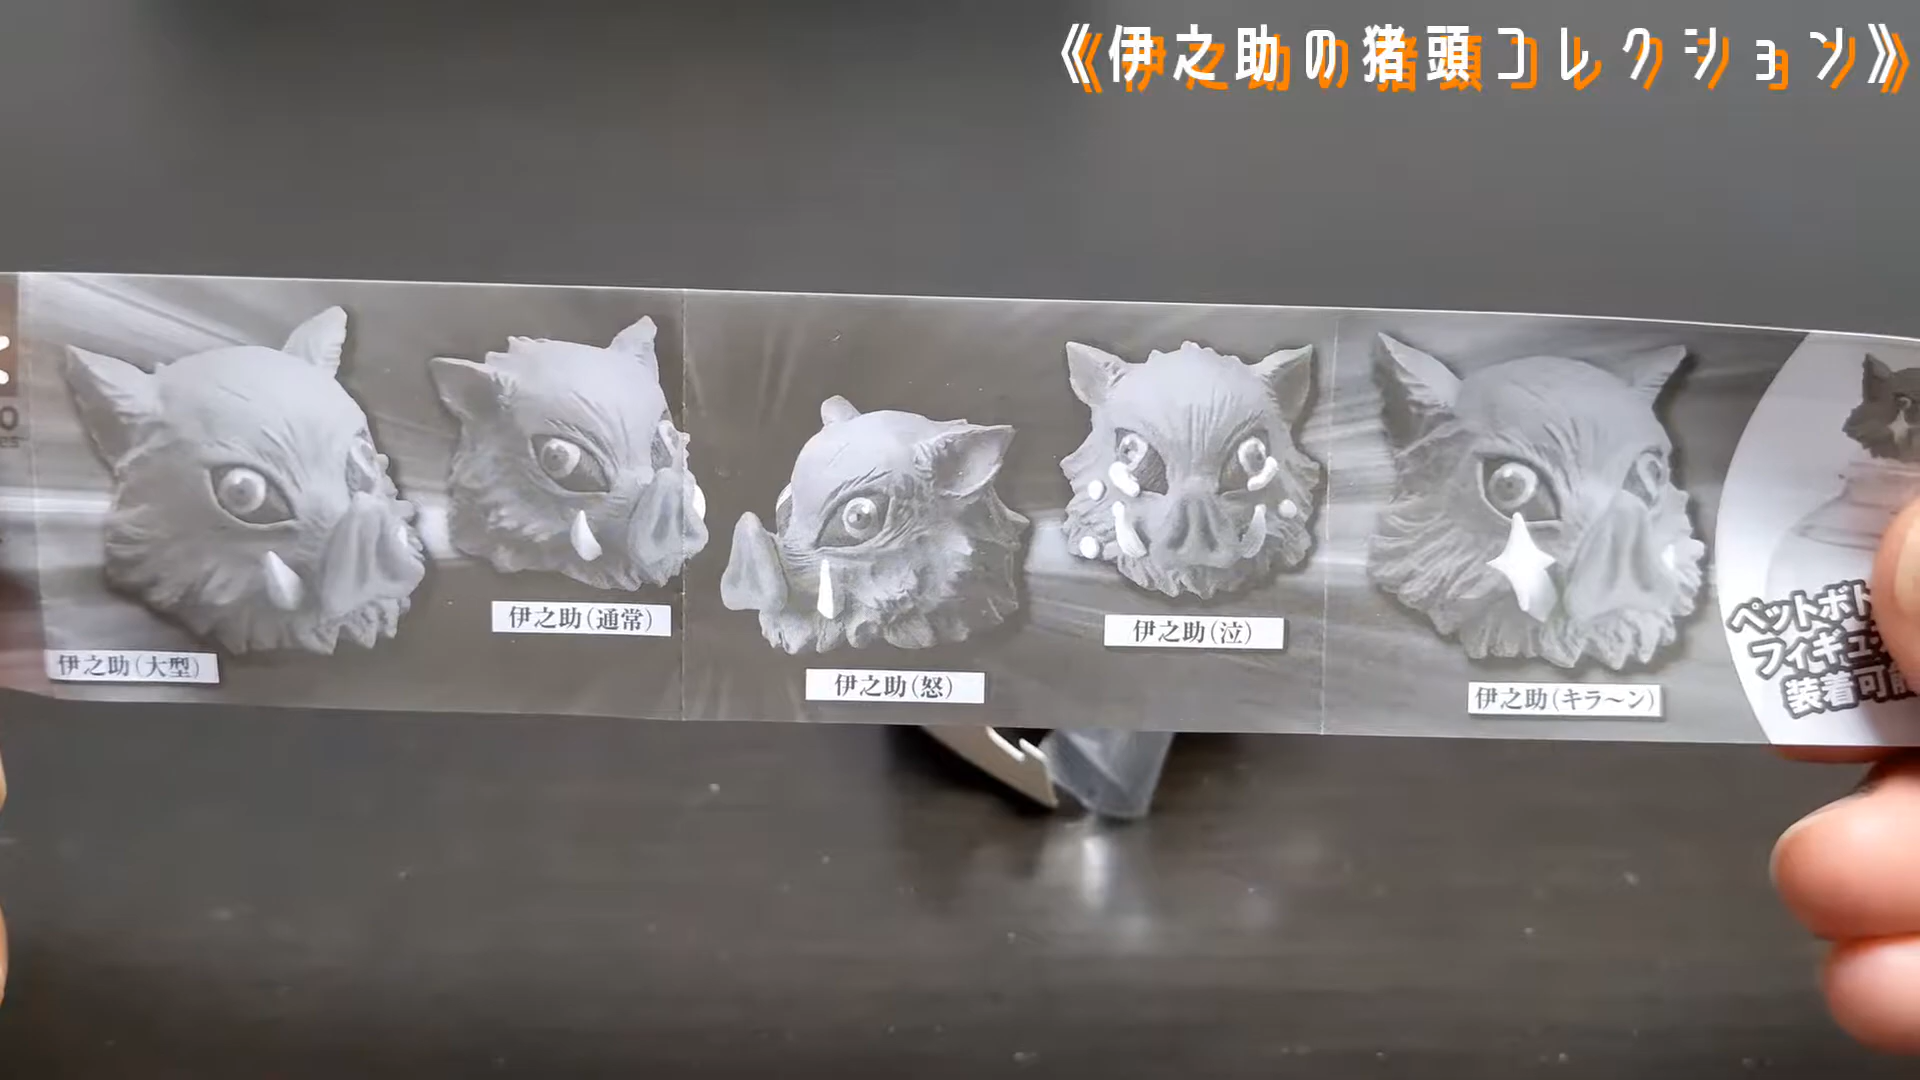 《伊之助の猪頭コレクション》
伊之助(大型)
伊之助(通常)
伊之助(怒)
伊之助(泣)
伊之助(キラ〜ン)
ペットボト
フィギュ
装着可能